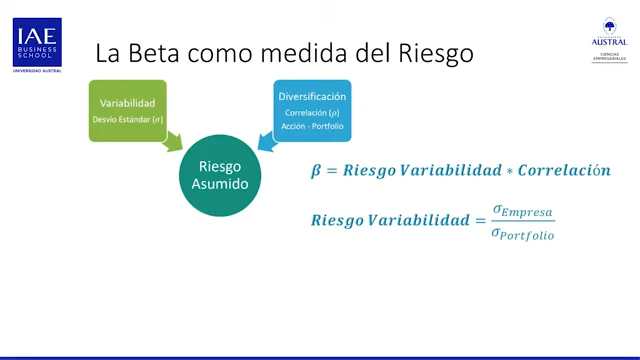 IAE
BUSINESS
SCHOOL
UNIVERSIDAD AUSTRAL
La Beta como medida del Riesgo
AUSTRAL
CIENCIAS
EMPRESARIALES
Variabilidad
Desvío Estándar (σ)
Diversificación
Correlación (ρ)
Acción - Portfolio
Riesgo
Asumido
β = Riesgo Variabilidad * Correlación
Riesgo Variabilidad = σ_Empresa / σ_Portfolio